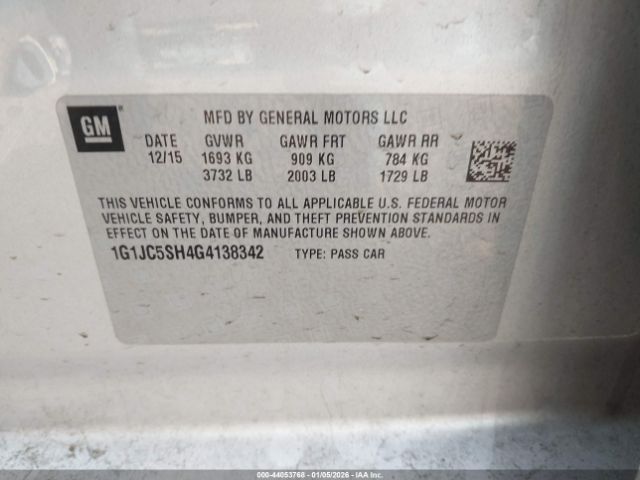 GM
MFD BY GENERAL MOTORS LLC
DATE GVWR GAWR FRT GAWR RR
12/15 1693 KG 909 KG 784 KG
3732 LB 2003 LB 1729 LB
THIS VEHICLE CONFORMS TO ALL APPLICABLE U.S. FEDERAL MOTOR
VEHICLE SAFETY, BUMPER, AND THEFT PREVENTION STANDARDS IN
EFFECT ON THE DATE OF MANUFACTURE SHOWN ABOVE.
1G1JC5SH4G4138342 TYPE: PASS CAR
000-44053768 - 01/05/2026 - IAA Inc.